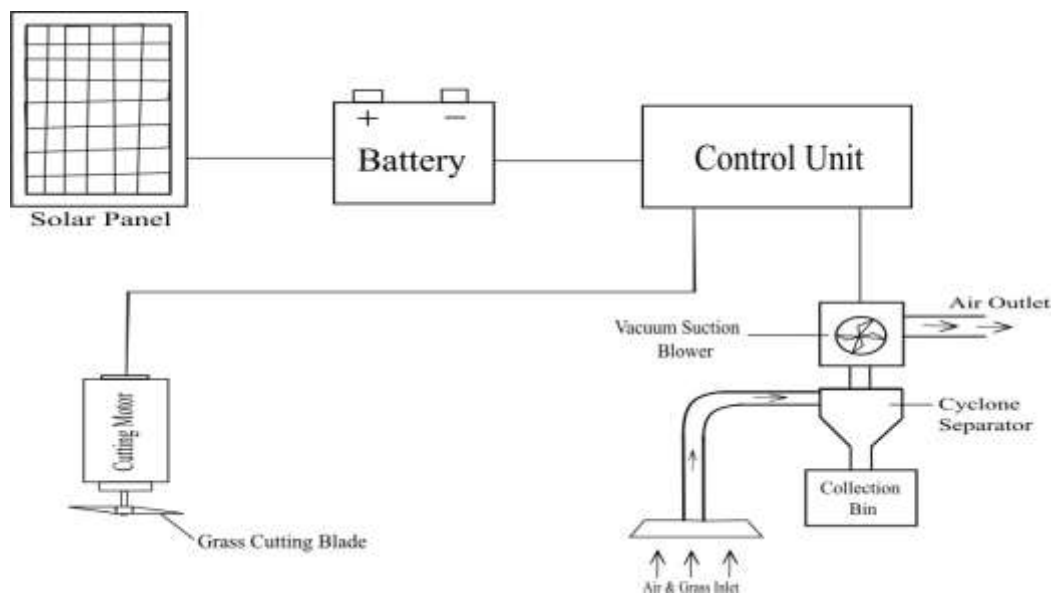 Solar Panel
+
−
Battery
Control Unit
Air Outlet
Vacuum Suction
Blower
Cutting Motor
Cyclone
Separator
Collection
Bin
Grass Cutting Blade
Air & Grass Inlet